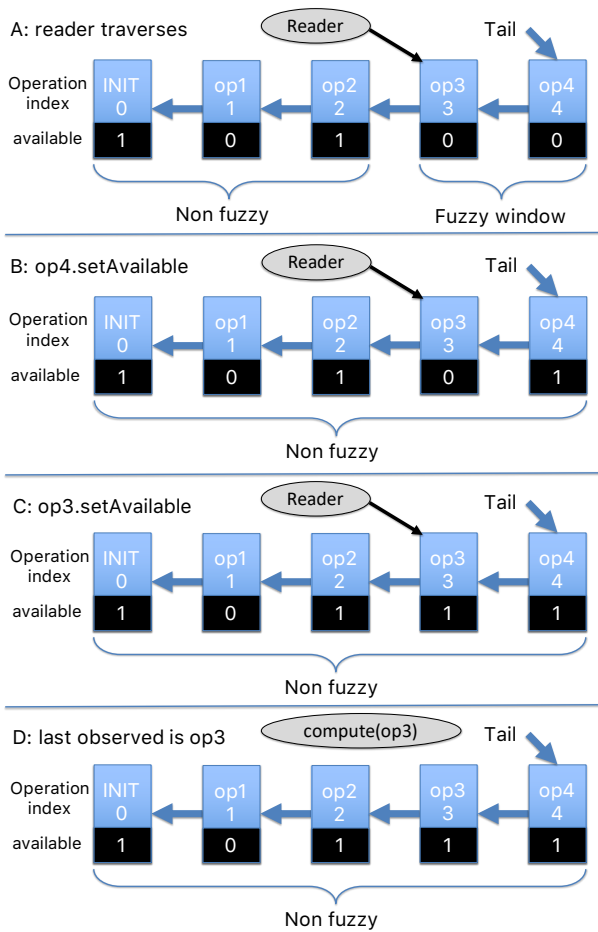 A: reader traverses
Reader
Tail
Operation index
INIT 0
op1 1
op2 2
op3 3
op4 4
available
1 0 1 0 0
Non fuzzy
Fuzzy window
B: op4.setAvailable
Reader
Tail
Operation index
INIT 0
op1 1
op2 2
op3 3
op4 4
available
1 0 1 0 1
Non fuzzy
C: op3.setAvailable
Reader
Tail
Operation index
INIT 0
op1 1
op2 2
op3 3
op4 4
available
1 0 1 1 1
Non fuzzy
D: last observed is op3
compute(op3)
Tail
Operation index
INIT 0
op1 1
op2 2
op3 3
op4 4
available
1 0 1 1 1
Non fuzzy